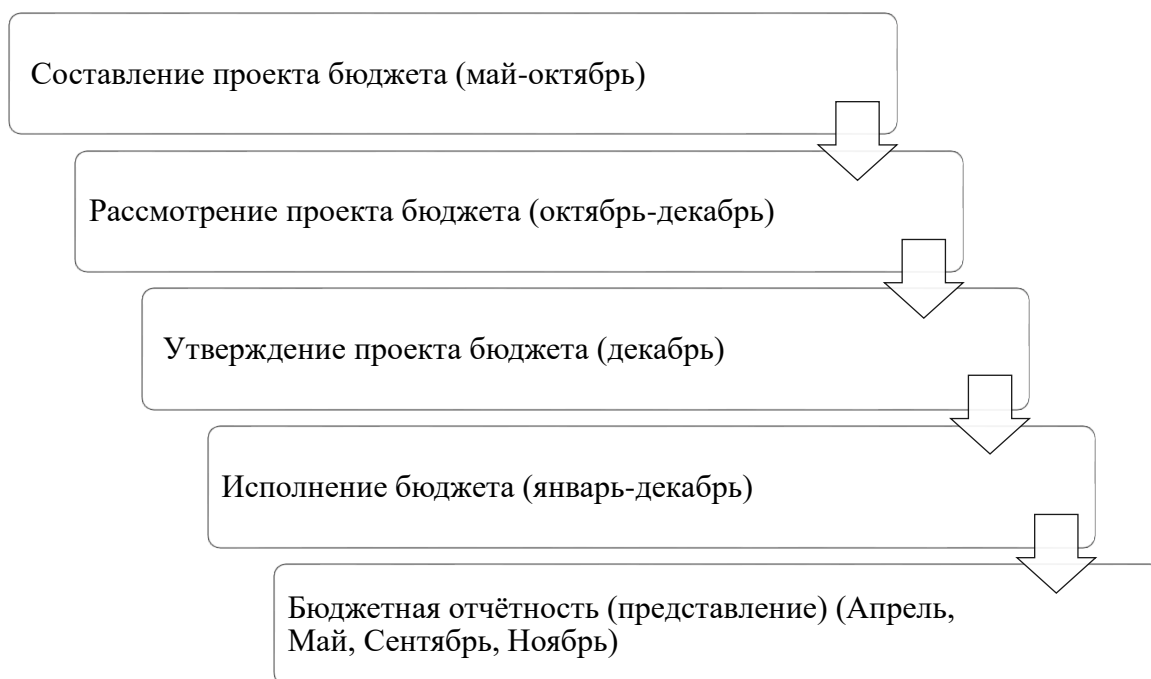 Составление проекта бюджета (май-октябрь)
Рассмотрение проекта бюджета (октябрь-декабрь)
Утверждение проекта бюджета (декабрь)
Исполнение бюджета (январь-декабрь)
Бюджетная отчётность (представление) (Апрель,
Май, Сентябрь, Ноябрь)